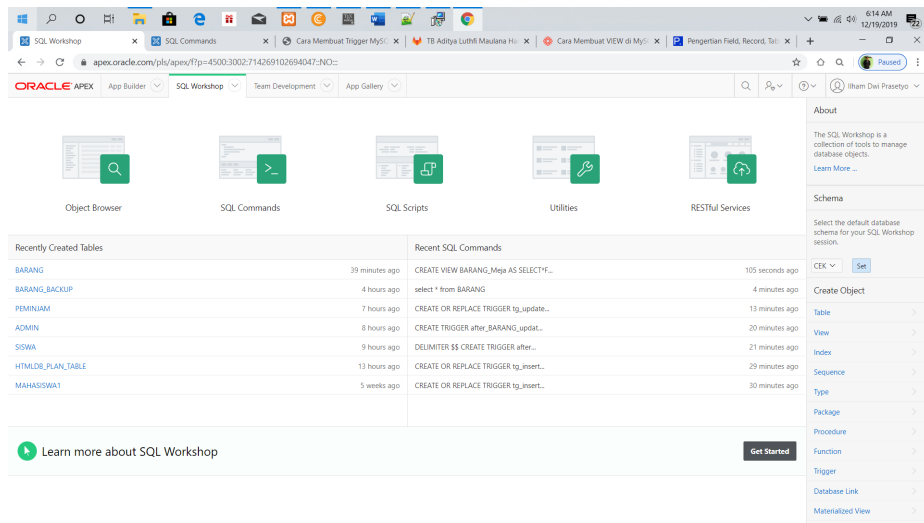 6:14 AM
12/19/2019
22
SQL Workshop
SQL Commands
Cara Membuat Trigger MySQ
TB Aditya Luthfi Maulana Ha
Cara Membuat VIEW di MyS
Pengertian Field, Record, Tab
apex.oracle.com/pls/apex/f?p=4500:3002:714269102694047::NO:::
Paused
ORACLE APEX
App Builder
SQL Workshop
Team Development
App Gallery
Ilham Dwi Prasetyo
Object Browser
SQL Commands
SQL Scripts
Utilities
RESTful Services
Recently Created Tables
BARANG 39 minutes ago
BARANG_BACKUP 4 hours ago
PEMINJAM 7 hours ago
ADMIN 8 hours ago
SISWA 9 hours ago
HTMLDB_PLAN_TABLE 13 hours ago
MAHASISWA1 5 weeks ago
Recent SQL Commands
CREATE VIEW BARANG_Meja AS SELECT*F... 105 seconds ago
select * from BARANG 4 minutes ago
CREATE OR REPLACE TRIGGER tg_update... 13 minutes ago
CREATE TRIGGER after_BARANG_updat... 20 minutes ago
DELIMITER $$ CREATE TRIGGER after... 21 minutes ago
CREATE OR REPLACE TRIGGER tg_insert... 29 minutes ago
CREATE OR REPLACE TRIGGER tg_insert... 30 minutes ago
Learn more about SQL Workshop
Get Started
About
The SQL Workshop is a
collection of tools to manage
database objects.
Learn More ...
Schema
Select the default database
schema for your SQL Workshop
session.
CEK
Set
Create Object
Table
View
Index
Sequence
Type
Package
Procedure
Function
Trigger
Database Link
Materialized View